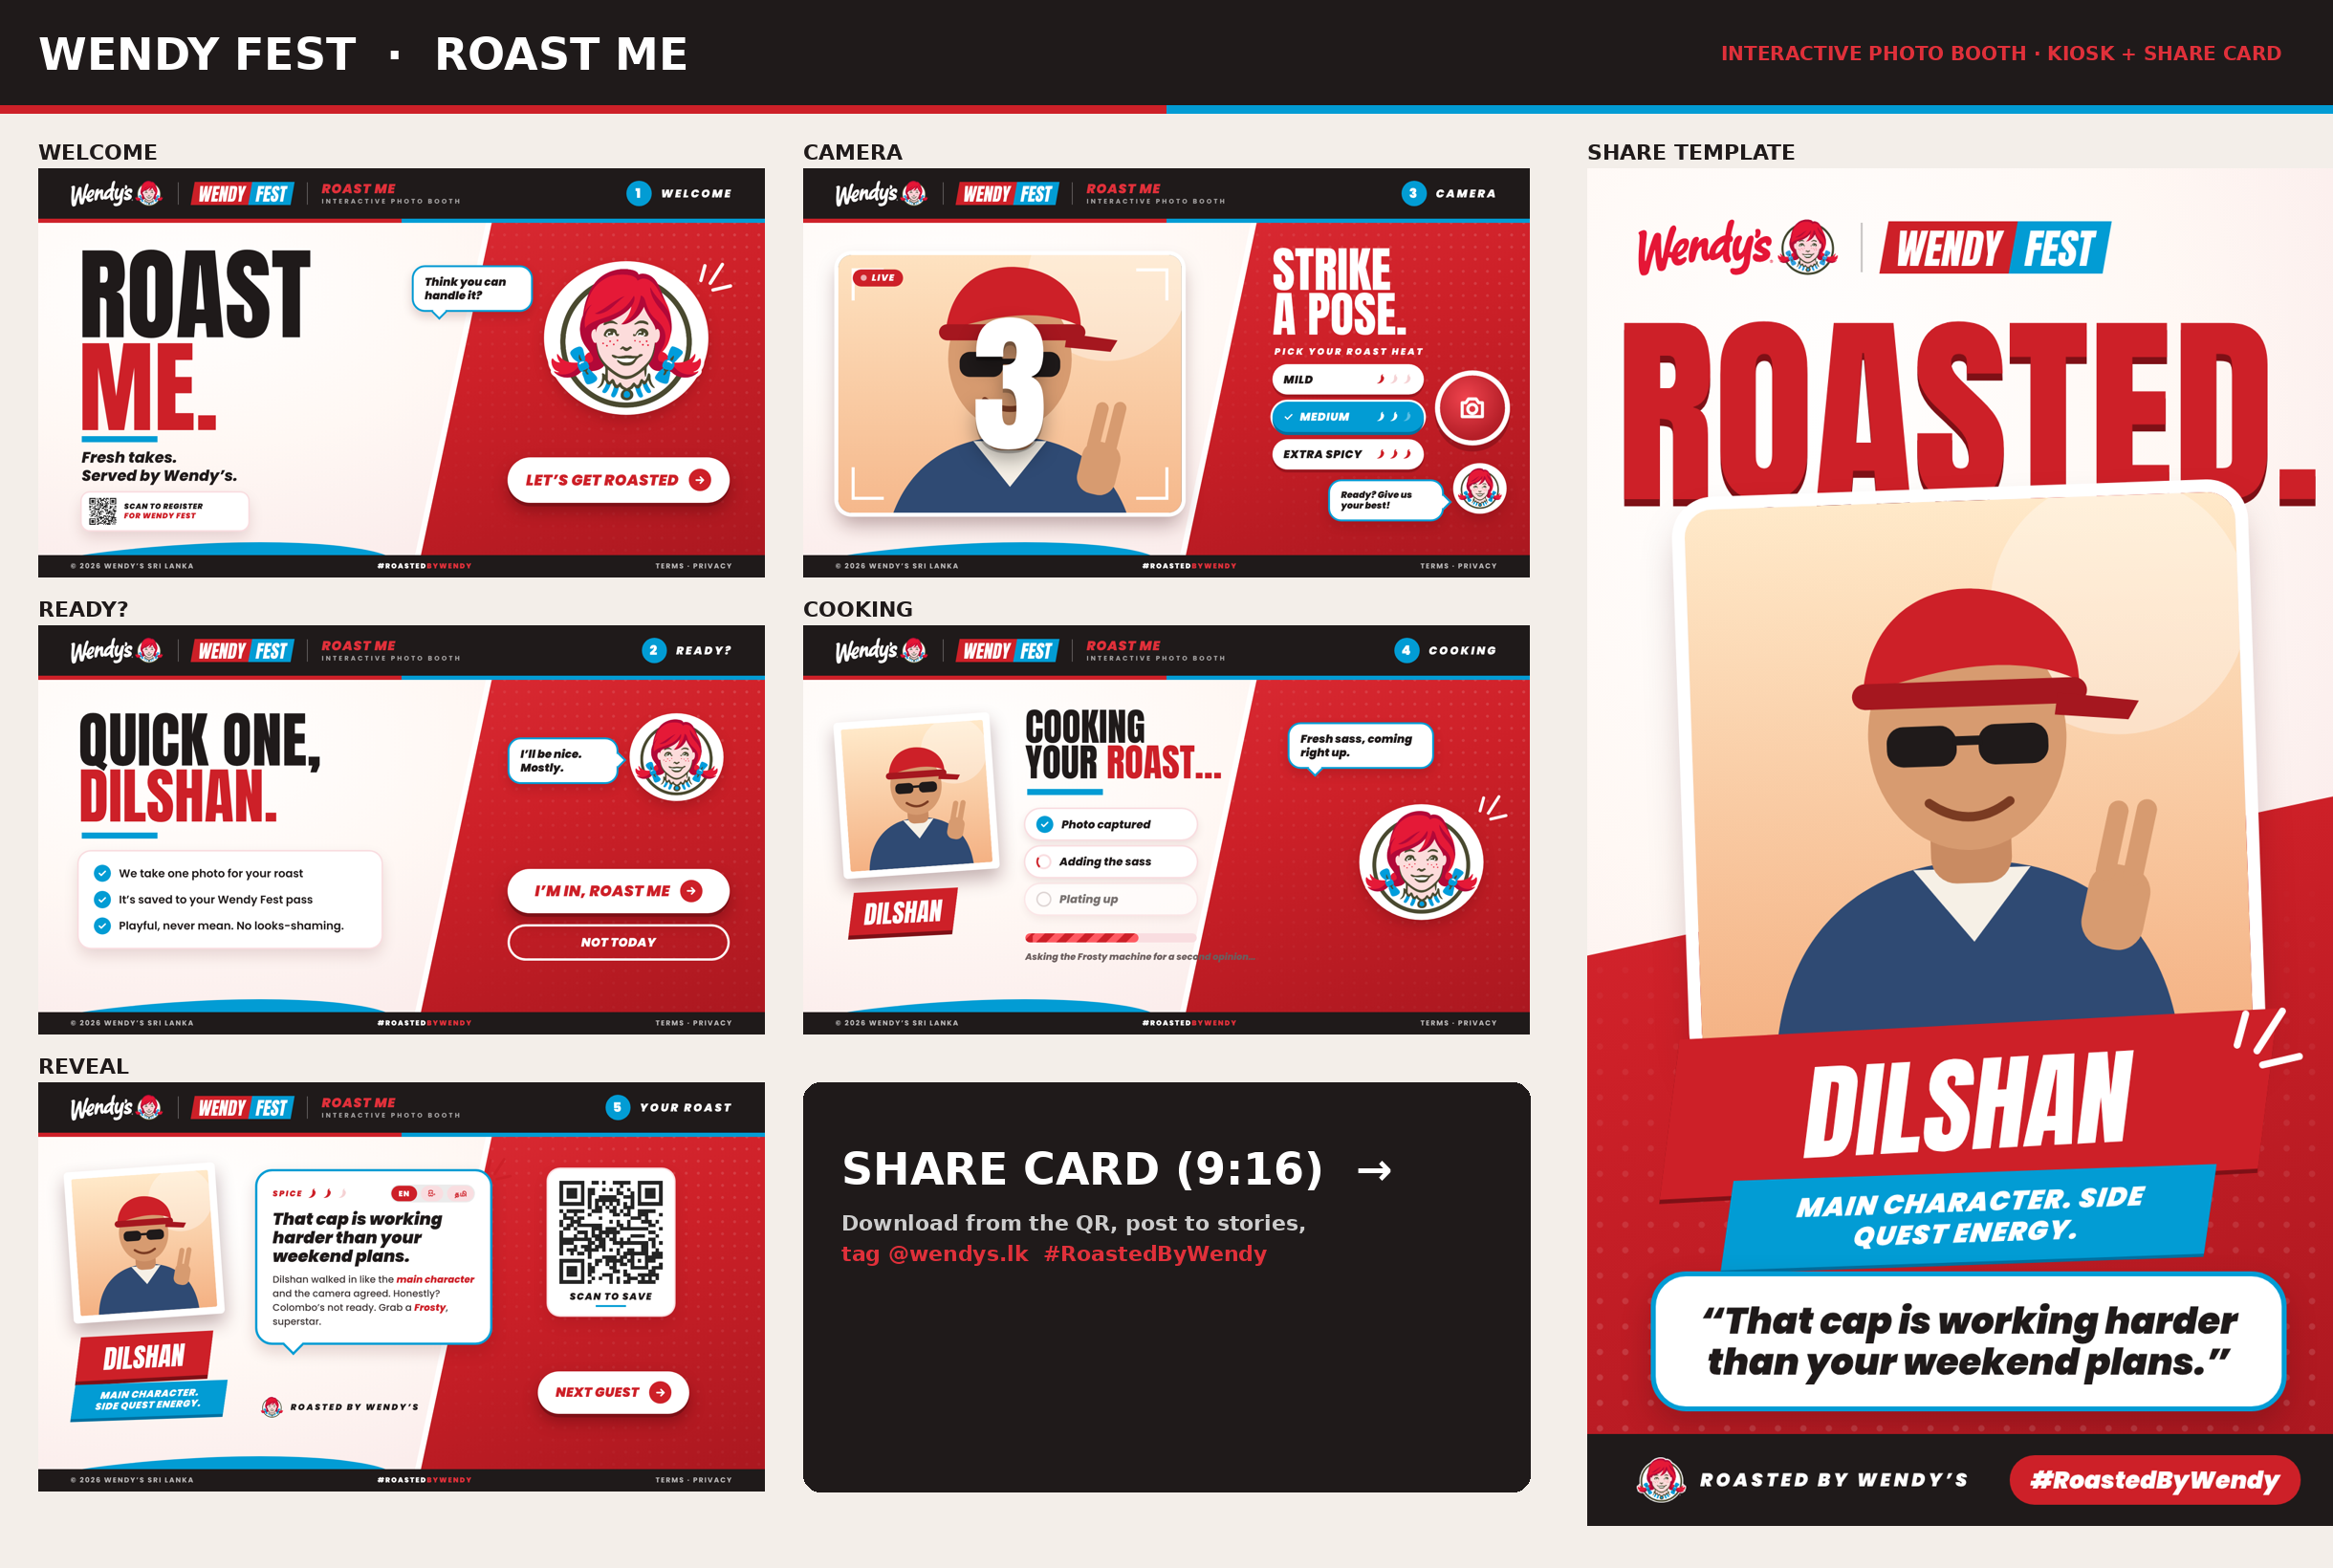 WENDY FEST · ROAST ME
INTERACTIVE PHOTO BOOTH · KIOSK + SHARE CARD
WELCOME
Wendy's
WENDY FEST
ROAST ME
INTERACTIVE PHOTO BOOTH
1 WELCOME
ROAST
ME.
Fresh takes.
Served by Wendy's.
SCAN TO REGISTER
FOR WENDY FEST
Think you can
handle it?
LET'S GET ROASTED
© 2026 WENDY'S SRI LANKA
#ROASTEDBYWENDY
TERMS · PRIVACY
CAMERA
Wendy's
WENDY FEST
ROAST ME
INTERACTIVE PHOTO BOOTH
3 CAMERA
LIVE
3
STRIKE
A POSE.
PICK YOUR ROAST HEAT
MILD
MEDIUM
EXTRA SPICY
Ready? Give us
your best!
© 2026 WENDY'S SRI LANKA
#ROASTEDBYWENDY
TERMS · PRIVACY
READY?
Wendy's
WENDY FEST
ROAST ME
INTERACTIVE PHOTO BOOTH
2 READY?
QUICK ONE,
DILSHAN.
We take one photo for your roast
It's saved to your Wendy Fest pass
Playful, never mean. No looks-shaming.
I'll be nice.
Mostly.
I'M IN, ROAST ME
NOT TODAY
© 2026 WENDY'S SRI LANKA
#ROASTEDBYWENDY
TERMS · PRIVACY
COOKING
Wendy's
WENDY FEST
ROAST ME
INTERACTIVE PHOTO BOOTH
4 COOKING
DILSHAN
COOKING
YOUR ROAST...
Photo captured
Adding the sass
Plating up
Asking the Frosty machine for a second opinion...
Fresh sass, coming
right up.
© 2026 WENDY'S SRI LANKA
#ROASTEDBYWENDY
TERMS · PRIVACY
REVEAL
Wendy's
WENDY FEST
ROAST ME
INTERACTIVE PHOTO BOOTH
5 YOUR ROAST
DILSHAN
MAIN CHARACTER.
SIDE QUEST ENERGY.
SPICE
EN සිං தமி
That cap is working
harder than your
weekend plans.
Dilshan walked in like the main character
and the camera agreed. Honestly?
Colombo's not ready. Grab a Frosty,
superstar.
ROASTED BY WENDY'S
SCAN TO SAVE
NEXT GUEST
© 2026 WENDY'S SRI LANKA
#ROASTEDBYWENDY
TERMS · PRIVACY
SHARE CARD (9:16) →
Download from the QR, post to stories,
tag @wendys.lk #RoastedByWendy
SHARE TEMPLATE
Wendy's
WENDY FEST
ROASTED.
DILSHAN
MAIN CHARACTER. SIDE
QUEST ENERGY.
“That cap is working harder
than your weekend plans.”
ROASTED BY WENDY'S
#RoastedByWendy